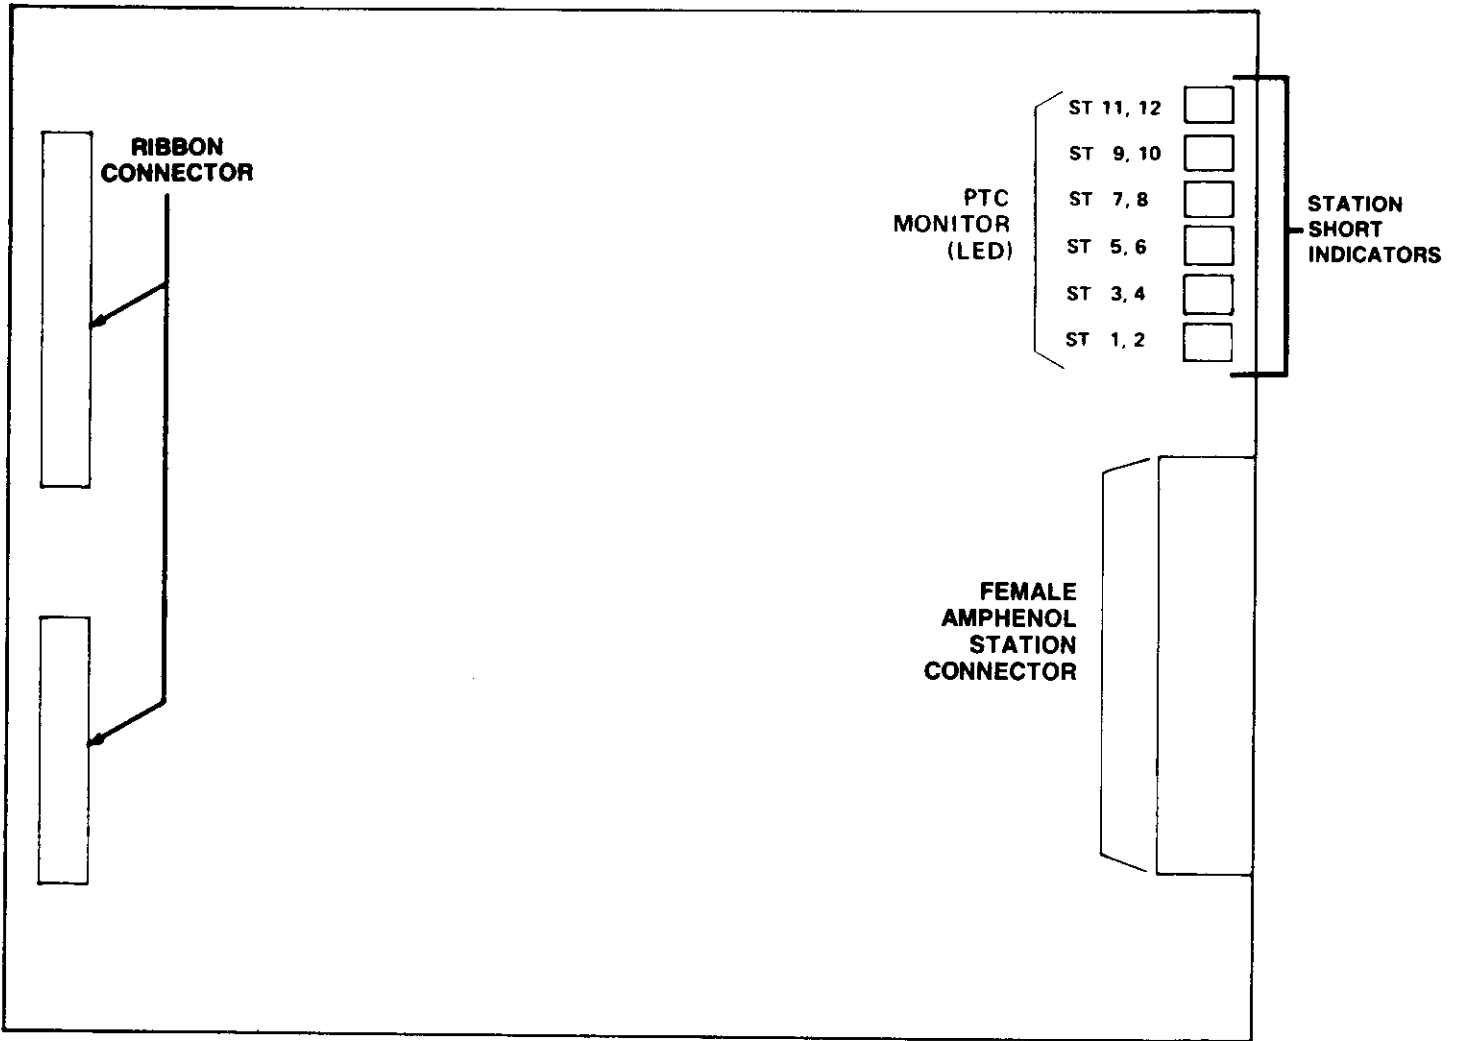 RIBBON
CONNECTOR
PTC
MONITOR
(LED)
ST 11, 12
ST 9, 10
ST 7, 8
ST 5, 6
ST 3, 4
ST 1, 2
STATION
SHORT
INDICATORS
FEMALE
AMPHENOL
STATION
CONNECTOR